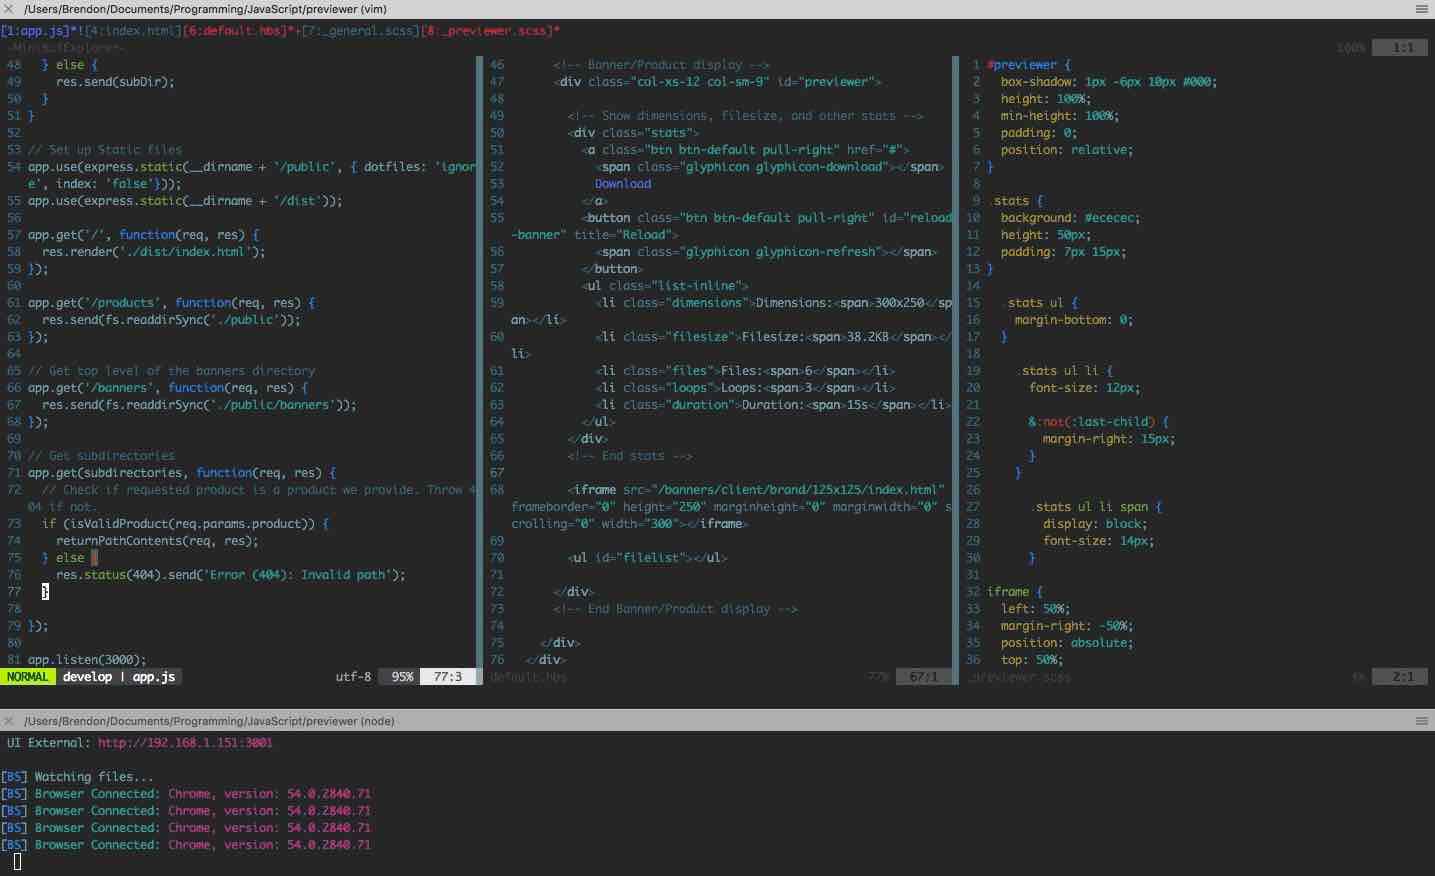 /Users/Brendon/Documents/Programming/JavaScript/previewer (vim)
[1:app.js]*![4:index.html][6:default.hbs]*+[7:_general.scss][8:_previewer.scss]*
-MiniBufExplorer- 100% 1:1
48   } else {
49     res.send(subDir);
50   }
51 }
52
53 // Set up Static files
54 app.use(express.static(__dirname + '/public', { dotfiles: 'ignor
e', index: 'false'}));
55 app.use(express.static(__dirname + '/dist'));
56
57 app.get('/', function(req, res) {
58   res.render('./dist/index.html');
59 });
60
61 app.get('/products', function(req, res) {
62   res.send(fs.readdirSync('./public'));
63 });
64
65 // Get top level of the banners directory
66 app.get('/banners', function(req, res) {
67   res.send(fs.readdirSync('./public/banners'));
68 });
69
70 // Get subdirectories
71 app.get(subdirectories, function(req, res) {
72   // Check if requested product is a product we provide. Throw 4
04 if not.
73   if (isValidProduct(req.params.product)) {
74     returnPathContents(req, res);
75   } else {
76     res.status(404).send('Error (404): Invalid path');
77   }
78
79 });
80
81 app.listen(3000);
NORMAL develop | app.js utf-8 95% 77:3
46 <!-- Banner/Product display -->
47 <div class="col-xs-12 col-sm-9" id="previewer">
48
49 <!-- Show dimensions, filesize, and other stats -->
50 <div class="stats">
51 <a class="btn btn-default pull-right" href="#">
52 <span class="glyphicon glyphicon-download"></span>
53 Download
54 </a>
55 <button class="btn btn-default pull-right" id="reload
-banner" title="Reload">
56 <span class="glyphicon glyphicon-refresh"></span>
57 </button>
58 <ul class="list-inline">
59 <li class="dimensions">Dimensions:<span>300x250</sp
an></li>
60 <li class="filesize">Filesize:<span>38.2KB</span></
li>
61 <li class="files">Files:<span>6</span></li>
62 <li class="loops">Loops:<span>3</span></li>
63 <li class="duration">Duration:<span>15s</span></li>
64 </ul>
65 </div>
66 <!-- End stats -->
67
68 <iframe src="/banners/client/brand/125x125/index.html"
frameborder="0" height="250" marginheight="0" marginwidth="0" s
crolling="0" width="300"></iframe>
69
70 <ul id="filelist"></ul>
71
72 </div>
73 <!-- End Banner/Product display -->
74
75 </div>
76 </div>
default.hbs 77% 67:1
1 #previewer {
2 box-shadow: 1px -6px 10px #000;
3 height: 100%;
4 min-height: 100%;
5 padding: 0;
6 position: relative;
7 }
8
9 .stats {
10 background: #ececec;
11 height: 50px;
12 padding: 7px 15px;
13 }
14
15 .stats ul {
16 margin-bottom: 0;
17 }
18
19 .stats ul li {
20 font-size: 12px;
21
22 &:not(:last-child) {
23 margin-right: 15px;
24 }
25 }
26
27 .stats ul li span {
28 display: block;
29 font-size: 14px;
30 }
31
32 iframe {
33 left: 50%;
34 margin-right: -50%;
35 position: absolute;
36 top: 50%;
_previewer.scss 2:1
/Users/Brendon/Documents/Programming/JavaScript/previewer (node)
UI External: http://192.168.1.151:3001
[BS] Watching files...
[BS] Browser Connected: Chrome, version: 54.0.2840.71
[BS] Browser Connected: Chrome, version: 54.0.2840.71
[BS] Browser Connected: Chrome, version: 54.0.2840.71
[BS] Browser Connected: Chrome, version: 54.0.2840.71